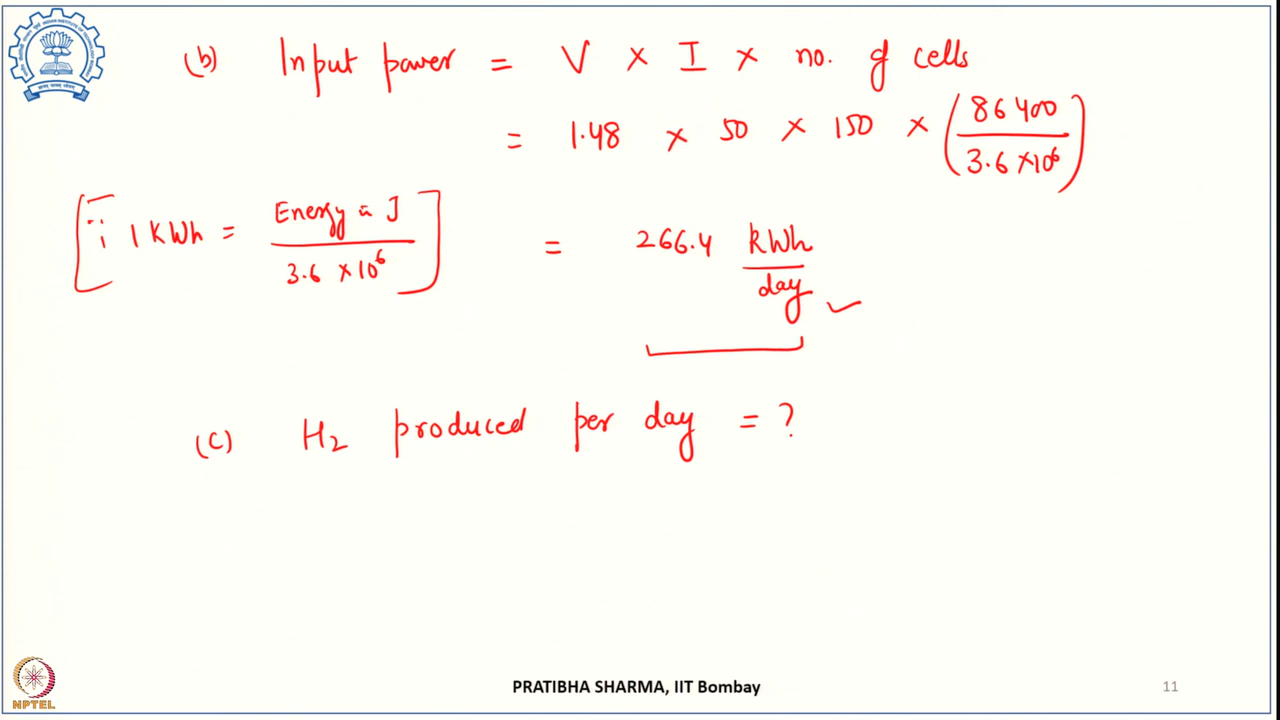 (b) Input power = V × I × no. of cells
= 1.48 × 50 × 150 × (86400 / 3.6 × 10⁶)
[∵ 1 kWh = Energy in J / 3.6 × 10⁶]
= 266.4 kWh / day ✓
(c) H₂ produced per day = ?
NPTEL
PRATIBHA SHARMA, IIT Bombay
11